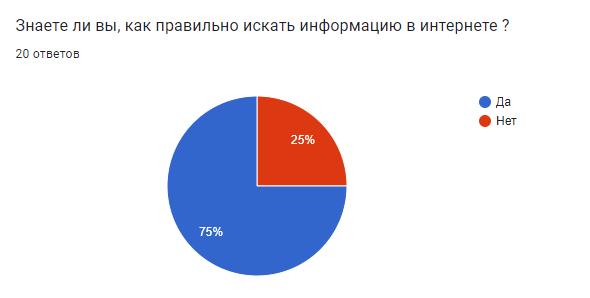 Знаете ли вы, как правильно искать информацию в интернете ?
20 ответов
Да
Нет
25%
75%